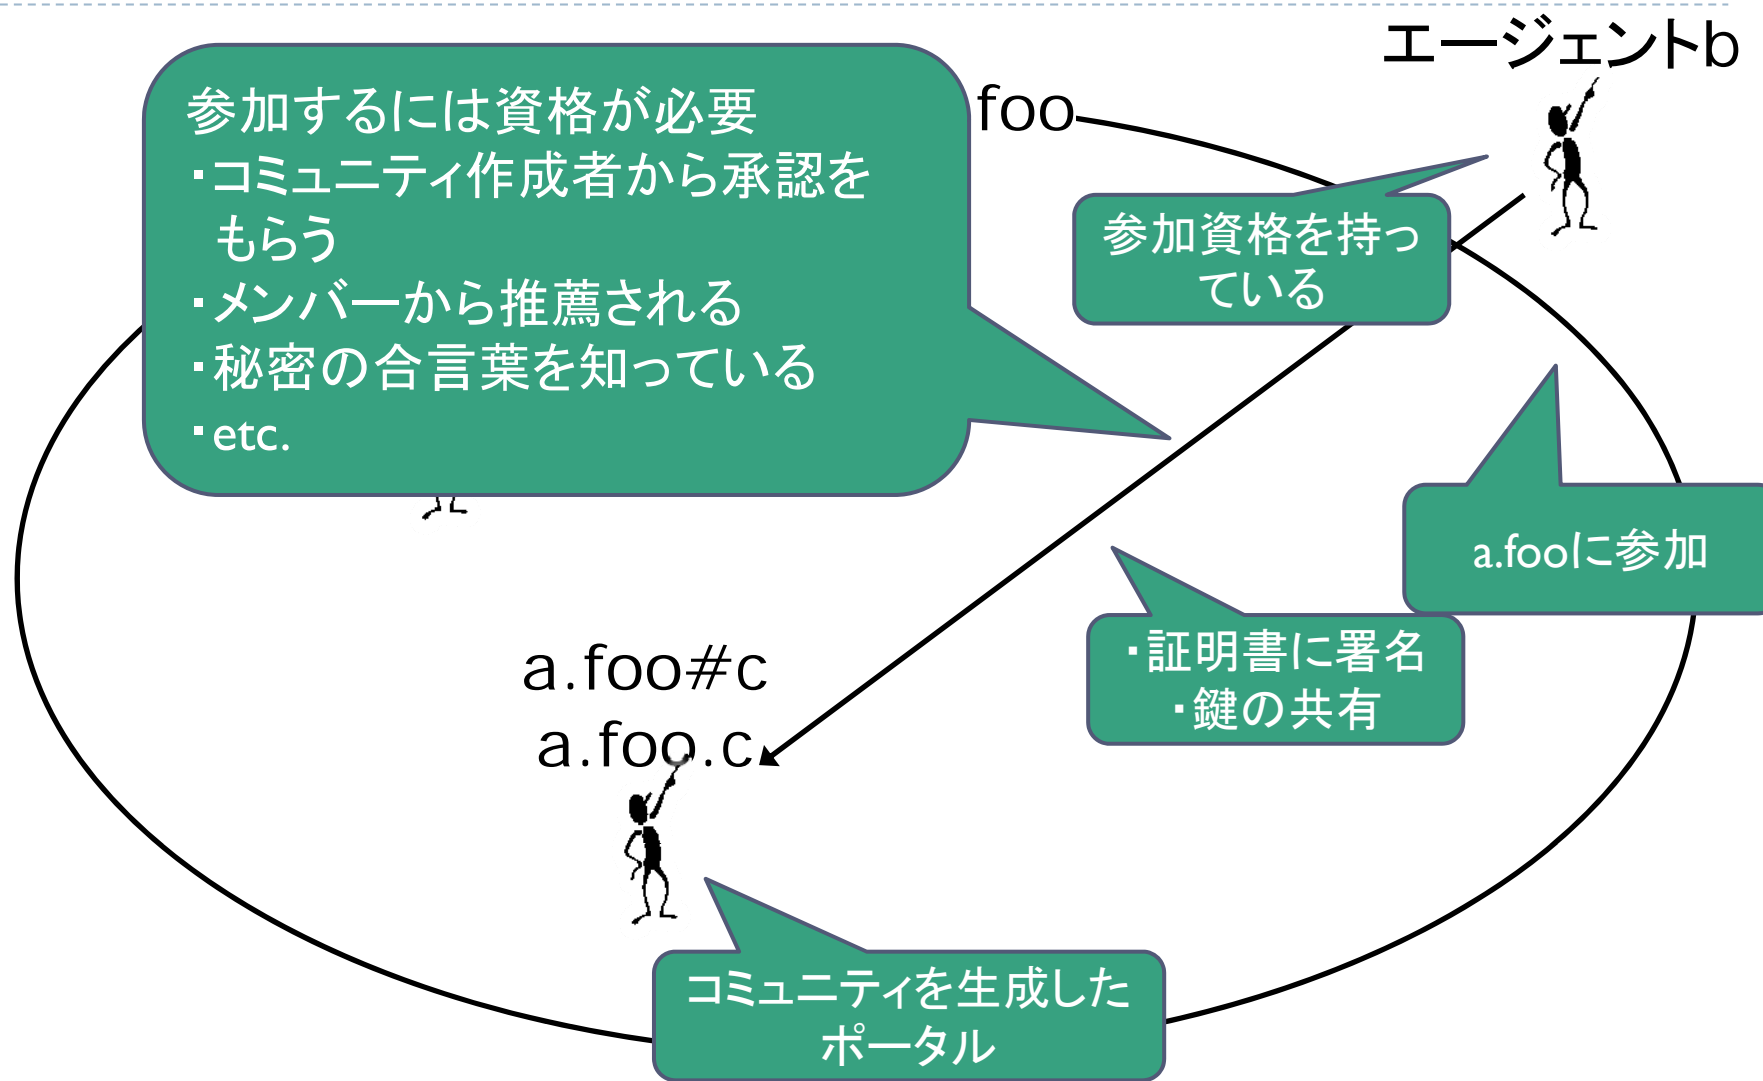 エージェントb
参加するには資格が必要
・コミュニティ作成者から承認を
もらう
・メンバーから推薦される
・秘密の合言葉を知っている
・etc.
foo
参加資格を持っ
ている
a.fooに参加
・証明書に署名
・鍵の共有
a.foo#c
a.foo.c
コミュニティを生成した
ポータル